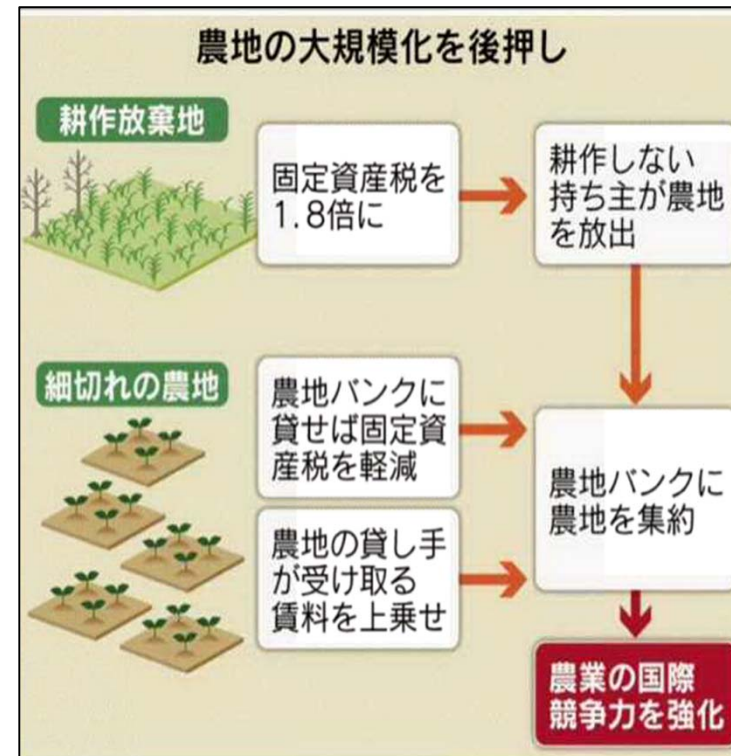 農地の大規模化を後押し
耕作放棄地
固定資産税を
1.8倍に
耕作しない
持ち主が農地
を放出
細切れの農地
農地バンクに
貸せば固定資
産税を軽減
農地の貸し手
が受け取る
賃料を上乗せ
農地バンクに
農地を集約
農業の国際
競争力を強化